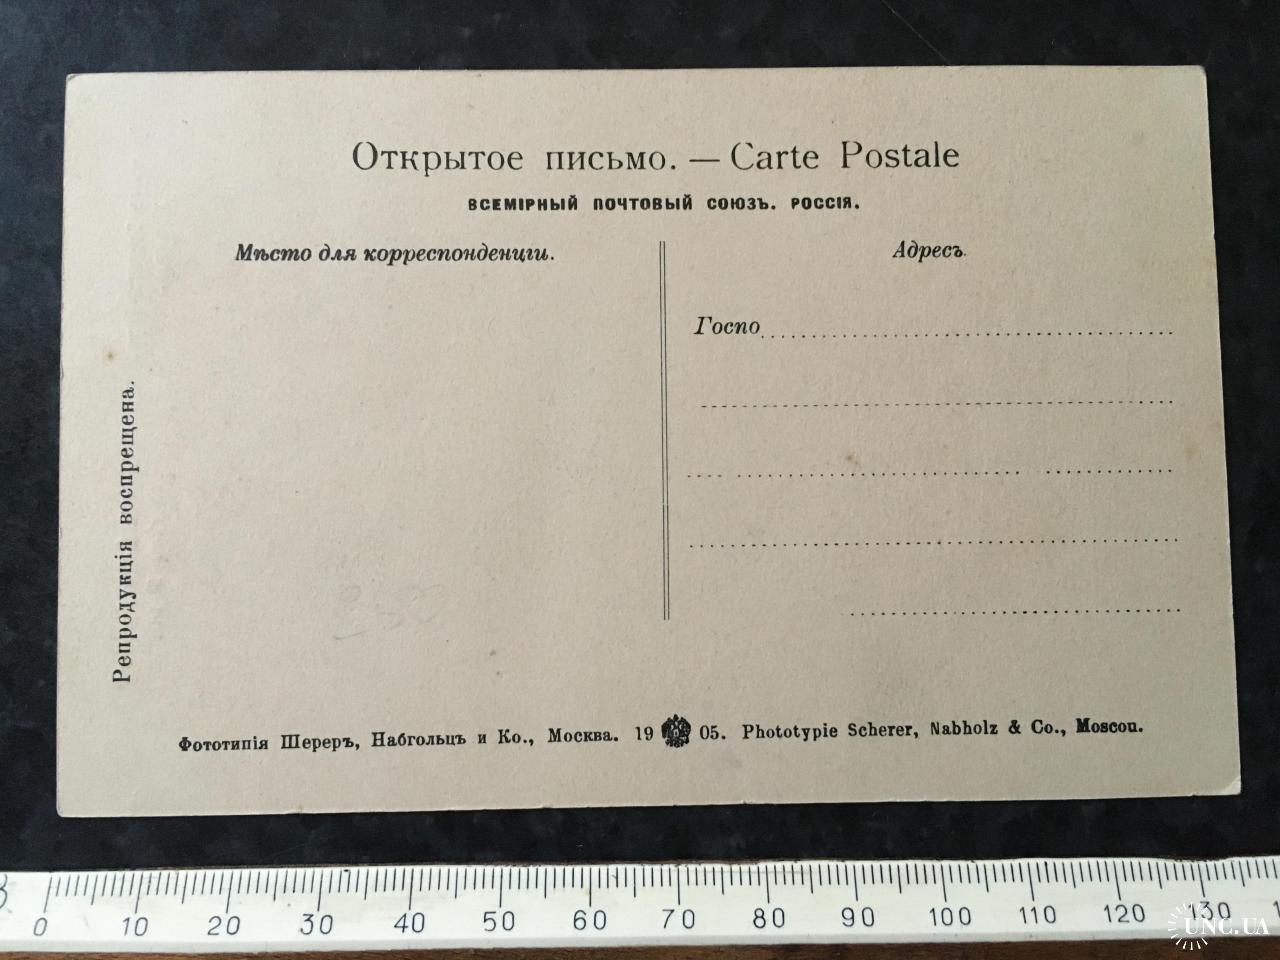 Открытое письмо. — Carte Postale
ВСЕМІРНЫЙ ПОЧТОВЫЙ СОЮЗЪ. РОССІЯ.
Мѣсто для корреспонденціи.
Адресъ.
Госпо
Репродукція воспрещена.
Фототипія Шереръ, Набгольцъ и Ко., Москва. 19 05. Phototypie Scherer, Nabholz & Co., Moscou.
0 10 20 30 40 50 60 70 80 90 100 110 120 130
UNC.UA